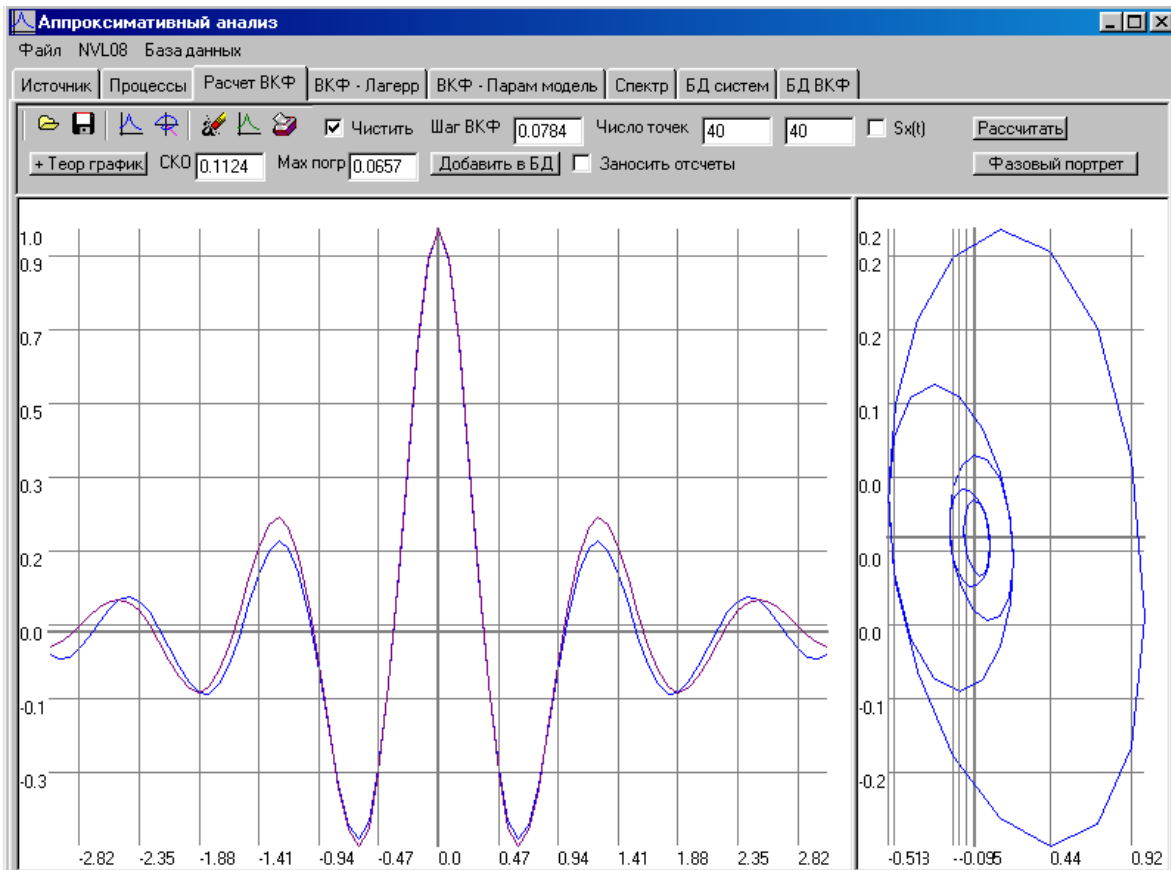 Аппроксимативный анализ
Файл NVL08 База данных
Источник Процессы Расчет ВКФ ВКФ - Лагерр ВКФ - Парам модель Спектр БД систем БД ВКФ
Чистить Шаг ВКФ 0.0784 Число точек 40 40 Sx(t) Рассчитать
+ Теор график СКО 0.1124 Мах погр 0.0657 Добавить в БД Заносить отсчеты Фазовый портрет
1.0
0.9
0.7
0.5
0.3
0.2
0.0
-0.1
-0.3
-2.82 -2.35 -1.88 -1.41 -0.94 -0.47 0.0 0.47 0.94 1.41 1.88 2.35 2.82
0.2
0.2
0.2
0.1
0.0
0.0
0.0
-0.1
-0.2
-0.513 --0.095 0.44 0.92